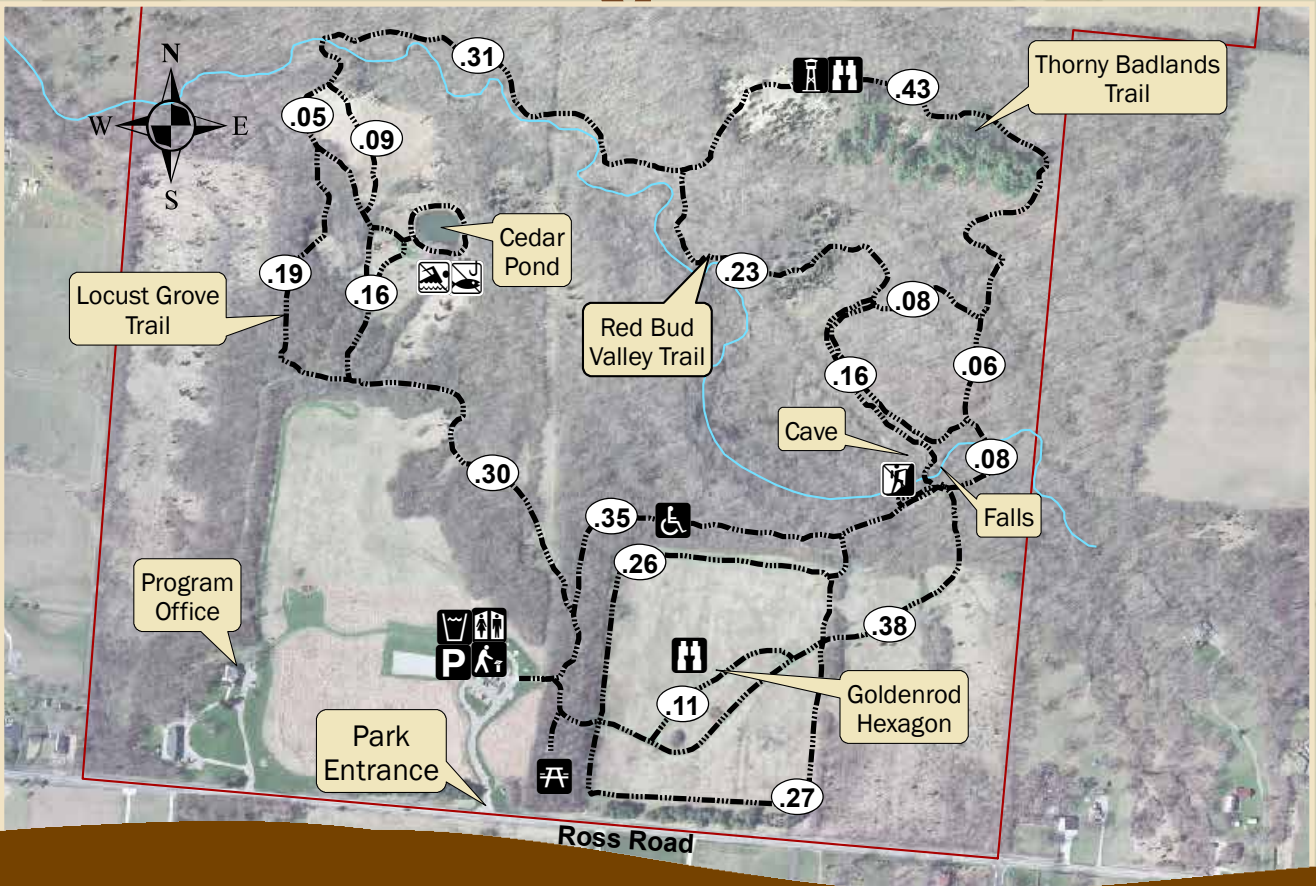 N
.31
.43
Thorny Badlands
Trail
.05
W
E
.09
S
Cedar
Pond
.19
.23
.16
Locust Grove
Trail
.08
Red Bud
Valley Trail
.06
.16
Cave
.08
.30
Falls
.35
.26
Program
Office
.38
P
Goldenrod
Hexagon
.11
Park
Entrance
.27
Ross Road